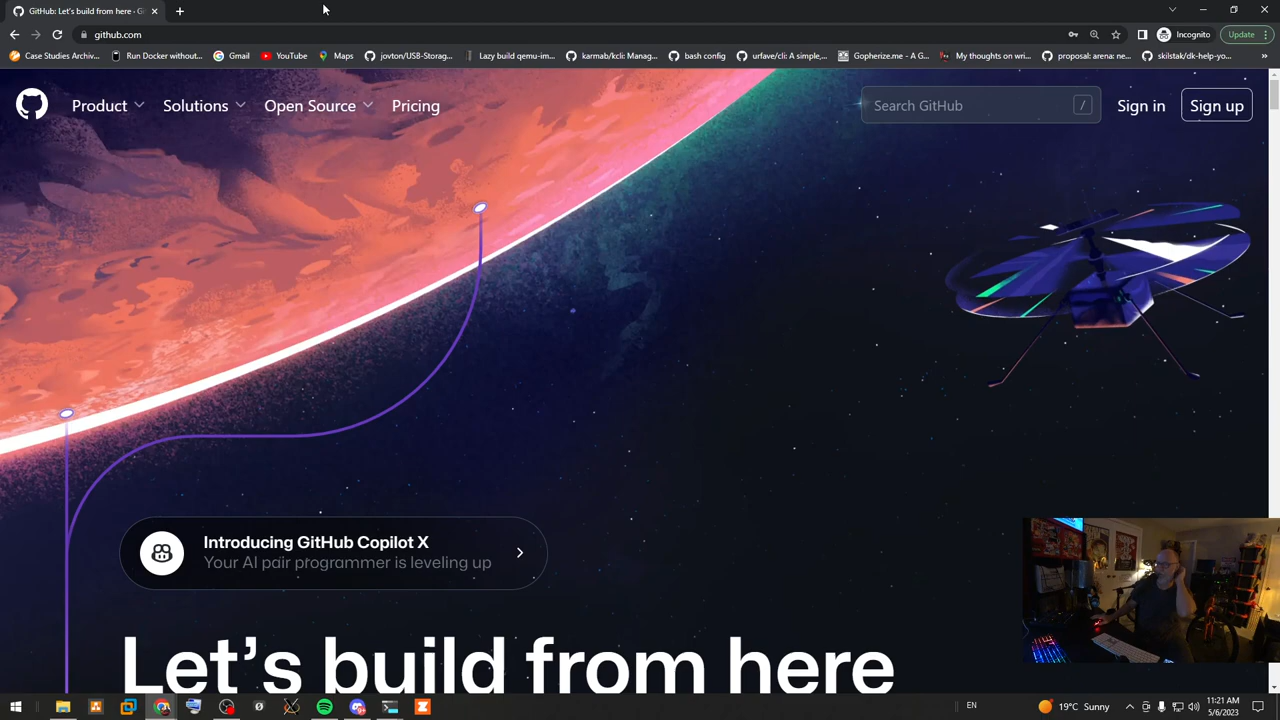 GitHub: Let's build from here · Gi
github.com
Incognito
Update
Case Studies Archiv...
Run Docker without...
Gmail
YouTube
Maps
jovton/USB-Storag...
Lazy build qemu-im...
karmab/kcli: Manag...
bash config
urfave/cli: A simple,...
Gopherize.me - A G...
My thoughts on wri...
proposal: arena: ne...
skilstak/dk-help-yo...
»
Product
Solutions
Open Source
Pricing
Search GitHub
/
Sign in
Sign up
Introducing GitHub Copilot X
Your AI pair programmer is leveling up
Let's build from here
19°C Sunny
EN
11:21 AM
5/6/2023